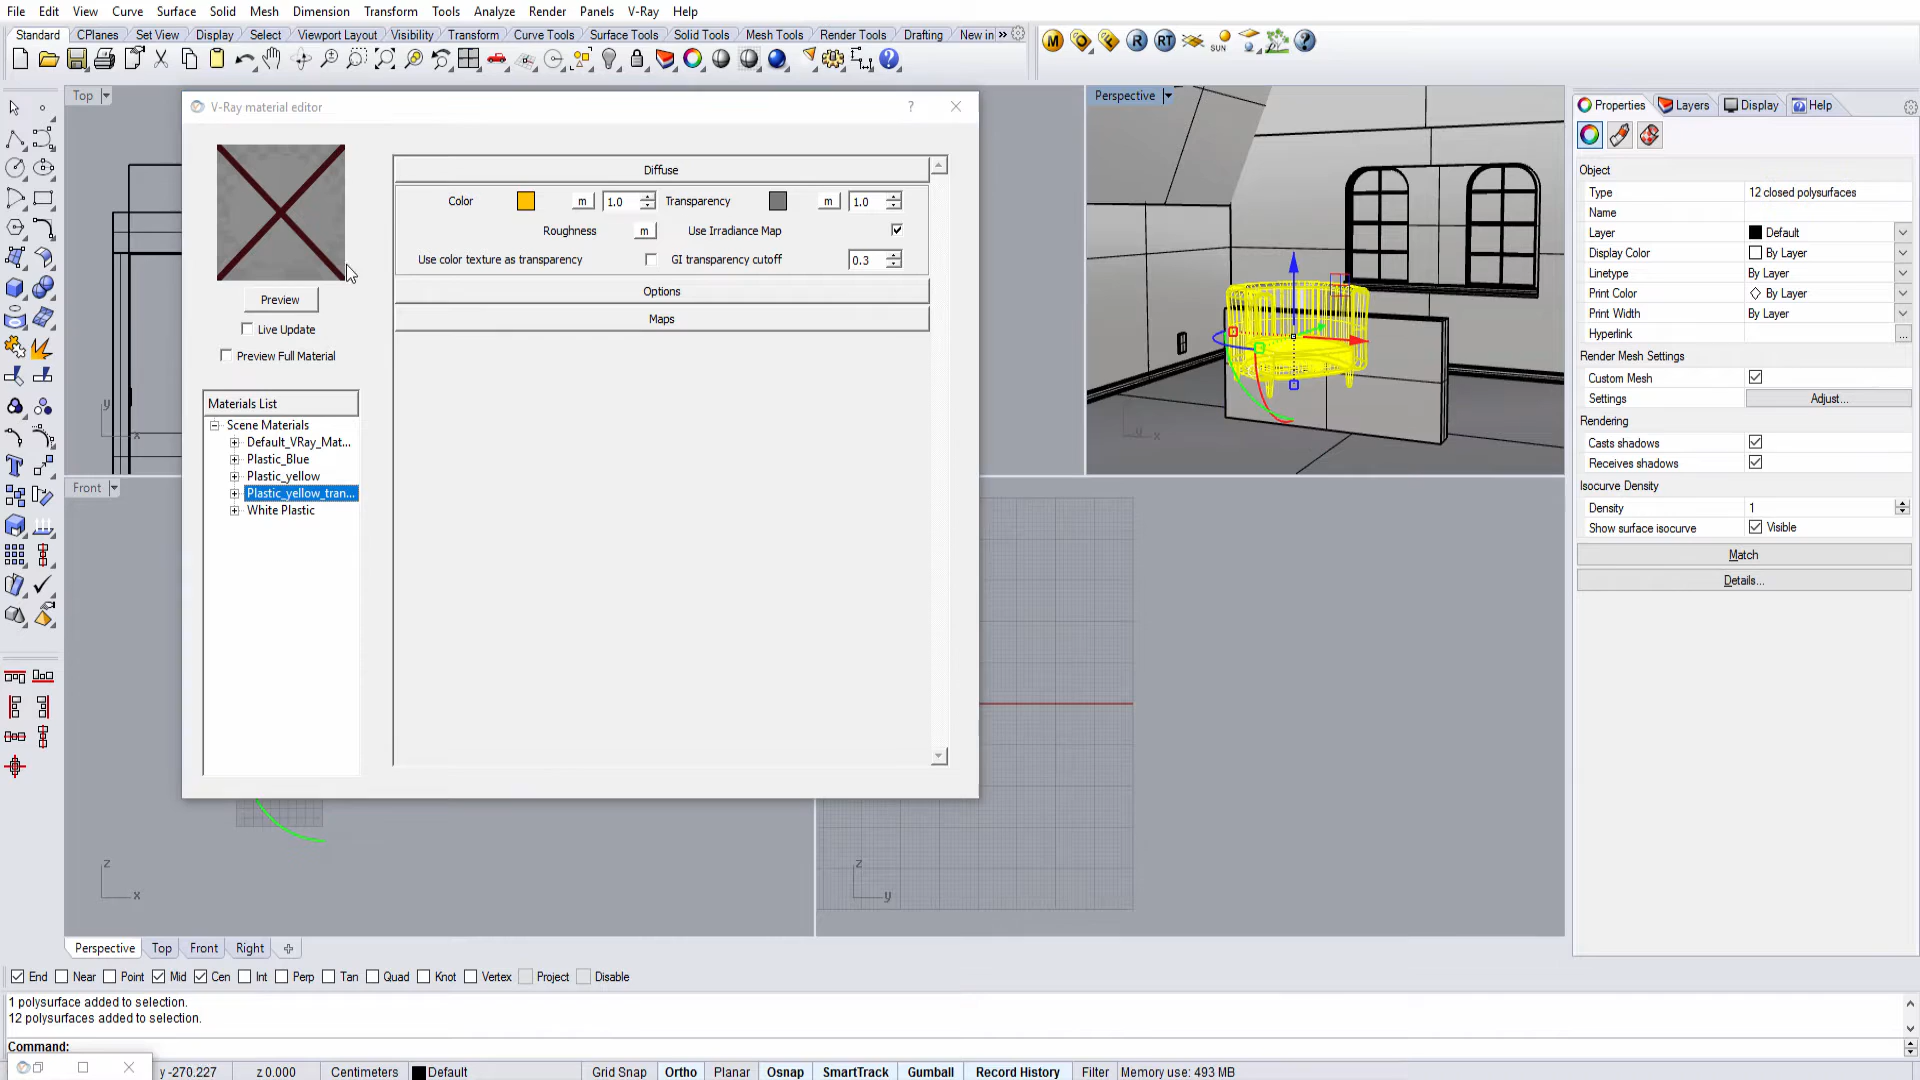 File Edit View Curve Surface Solid Mesh Dimension Transform Tools Analyze Render Panels V-Ray Help
Standard CPlanes Set View Display Select Viewport Layout Visibility Transform Curve Tools Surface Tools Solid Tools Mesh Tools Render Tools Drafting New in »
M R RT SUN ?
Top
V-Ray material editor ?
Perspective
Properties Layers Display Help
Diffuse
Color m 1.0 Transparency m 1.0
Roughness m Use Irradiance Map
Use color texture as transparency GI transparency cutoff 0.3
Options
Maps
Preview
Live Update
Preview Full Material
Materials List
Scene Materials
Default_VRay_Mat...
Plastic_Blue
Plastic_yellow
Plastic_yellow_tran...
White Plastic
Object
Type 12 closed polysurfaces
Name
Layer Default
Display Color By Layer
Linetype By Layer
Print Color By Layer
Print Width By Layer
Hyperlink ...
Render Mesh Settings
Custom Mesh
Settings Adjust...
Rendering
Casts shadows
Receives shadows
Isocurve Density
Density 1
Show surface isocurve Visible
Match
Details...
y
x
Front
z
x
z
y
Perspective Top Front Right
End Near Point Mid Cen Int Perp Tan Quad Knot Vertex Project Disable
1 polysurface added to selection.
12 polysurfaces added to selection.
Command:
y -270.227 z 0.000 Centimeters Default Grid Snap Ortho Planar Osnap SmartTrack Gumball Record History Filter Memory use: 493 MB